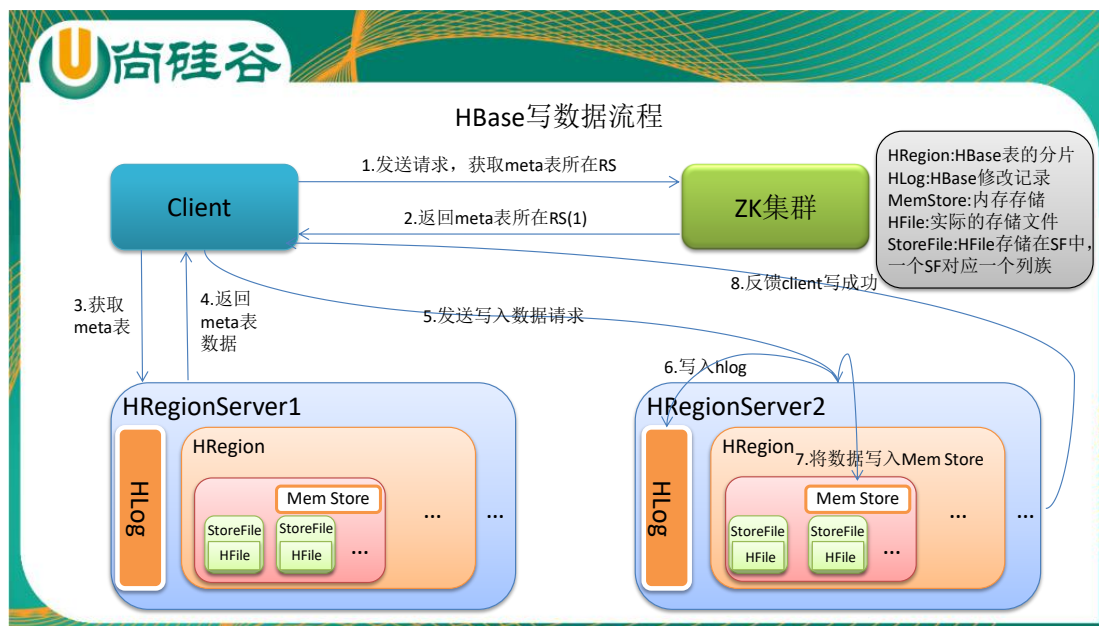 尚硅谷
HBase写数据流程
1.发送请求，获取meta表所在RS
Client
ZK集群
2.返回meta表所在RS(1)
HRegion:HBase表的分片
HLog:HBase修改记录
MemStore:内存存储
HFile:实际的存储文件
StoreFile:HFile存储在SF中，
一个SF对应一个列族
8.反馈client写成功
3.获取
meta表
4.返回
meta表
数据
5.发送写入数据请求
6.写入hlog
HRegionServer1
HLog
HRegion
Mem Store
StoreFile
HFile
StoreFile
HFile
...
...
...
HRegionServer2
HLog
HRegion
7.将数据写入Mem Store
Mem Store
StoreFile
HFile
StoreFile
HFile
...
...
...